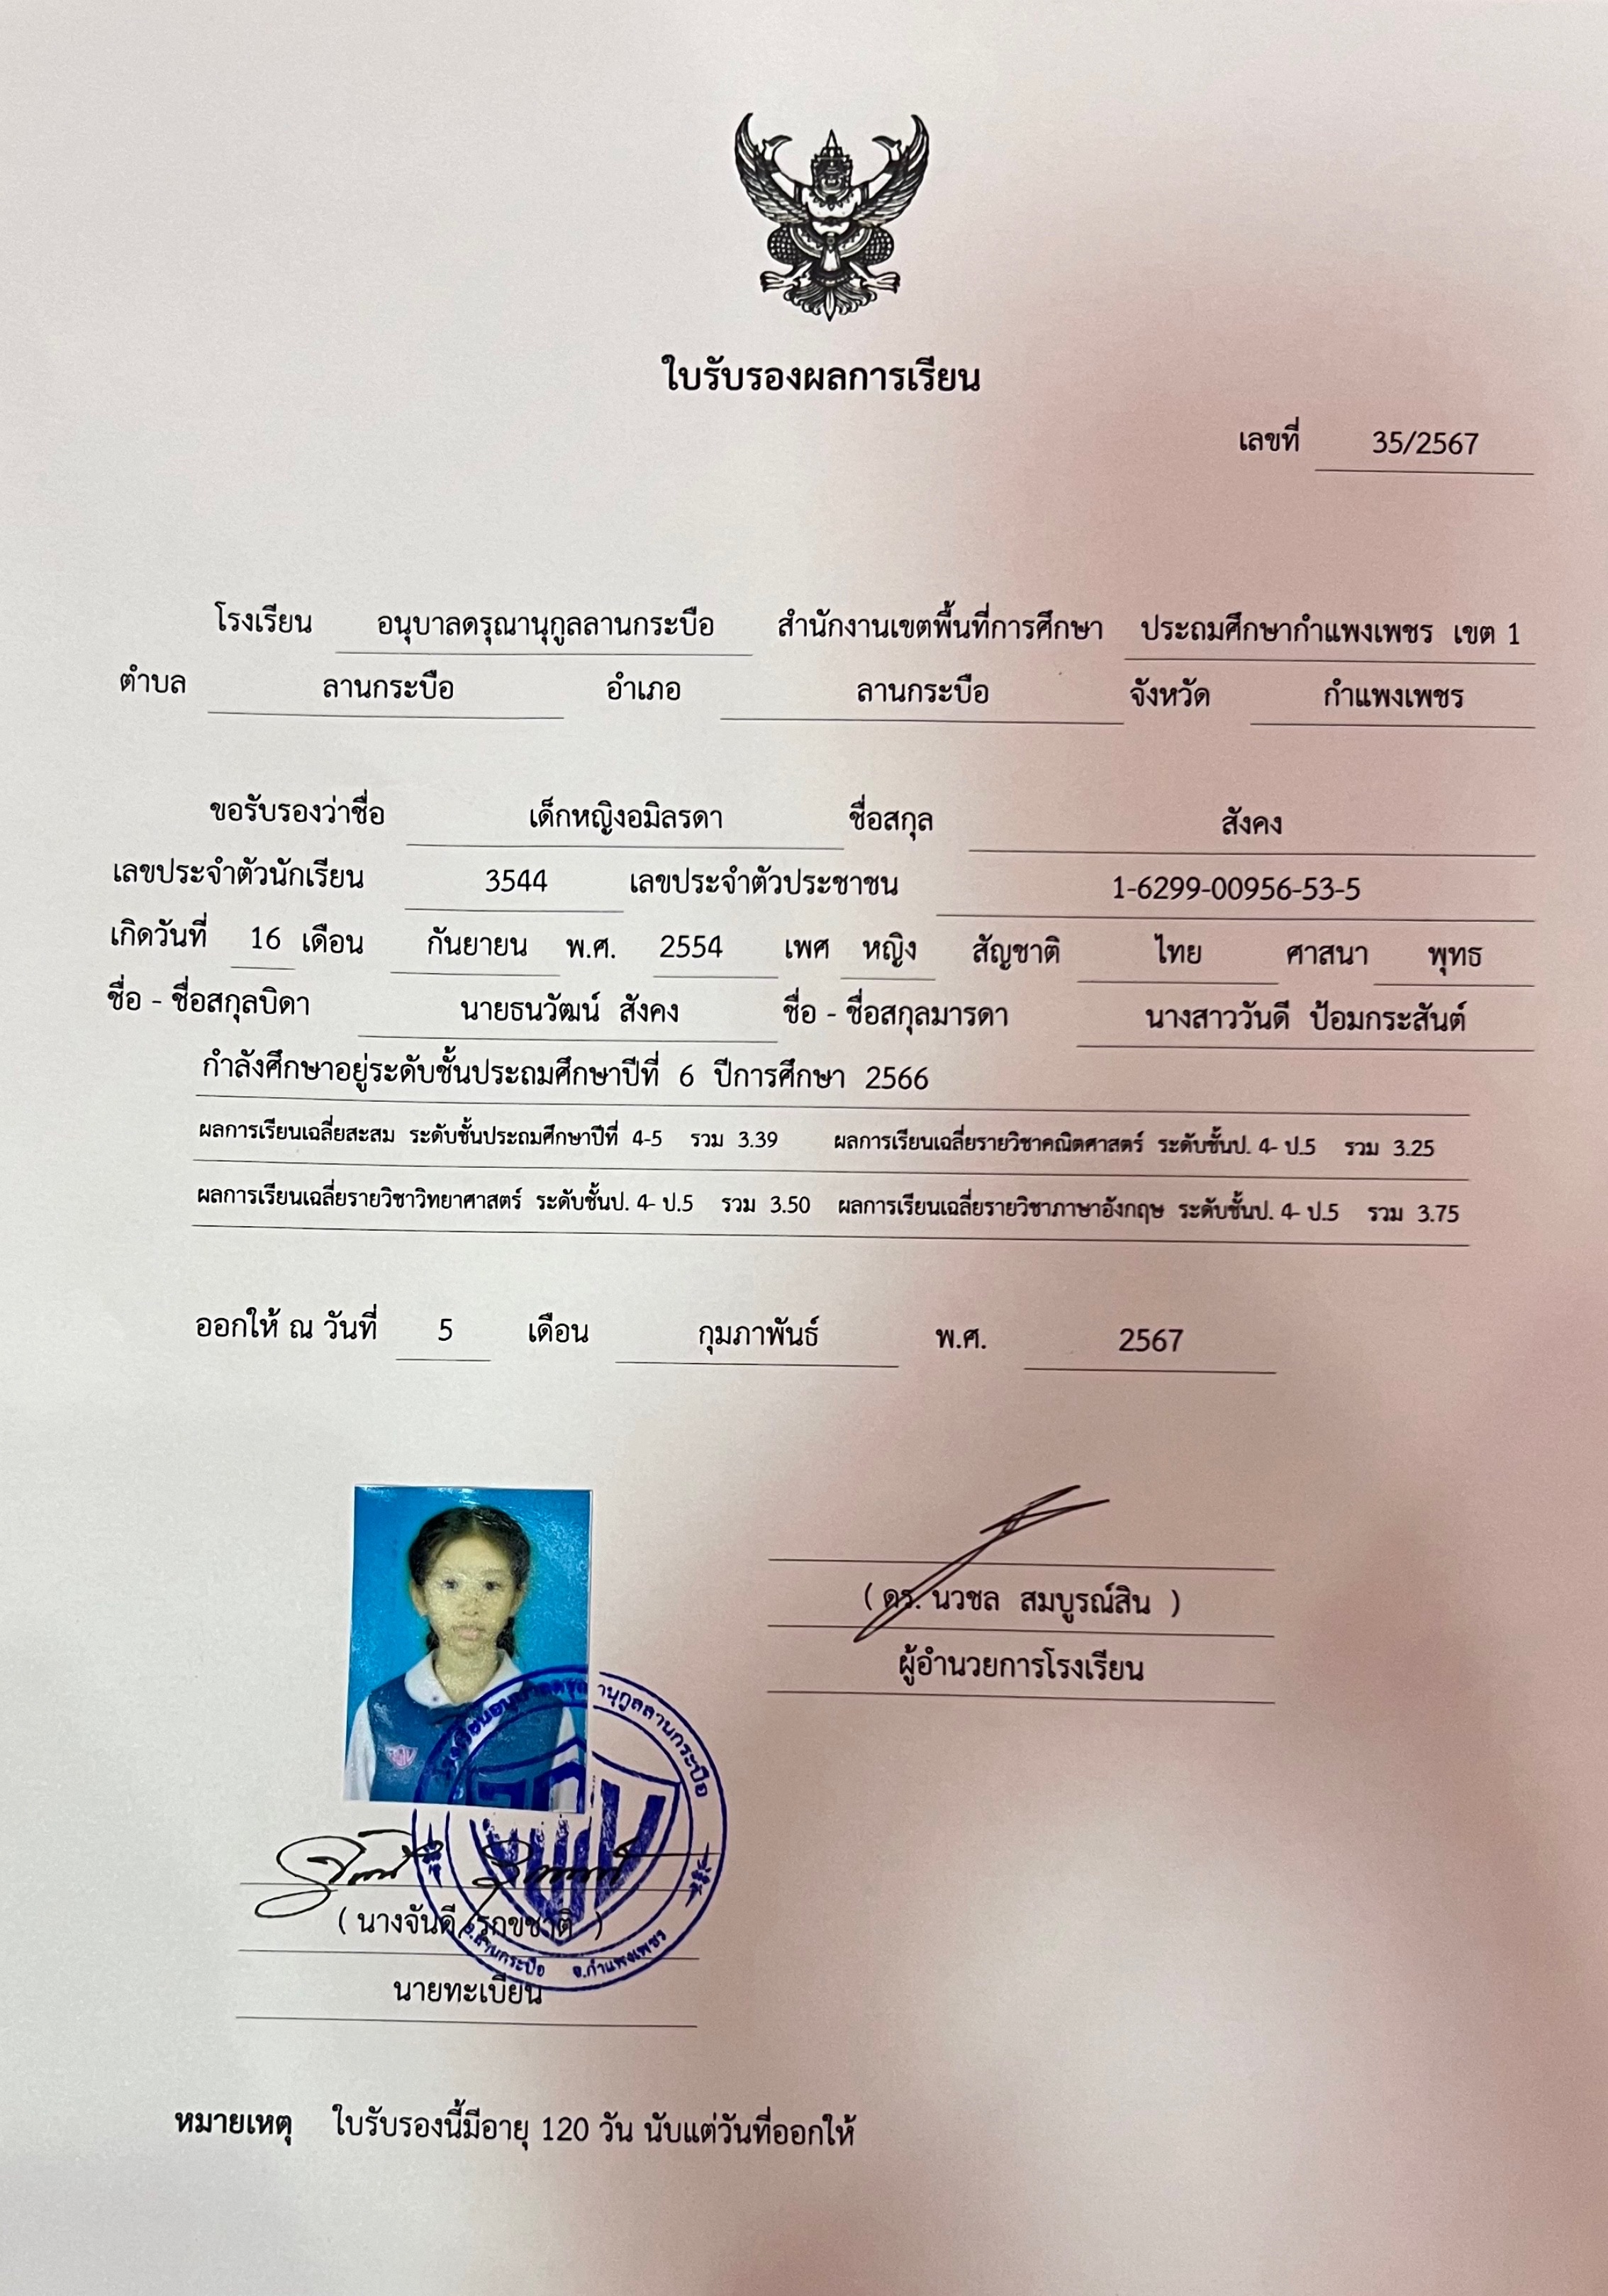 ใบรับรองผลการเรียน
เลขที่ 35/2567
โรงเรียน อนุบาลดรุณานุกูลลานกระบือ สำนักงานเขตพื้นที่การศึกษา ประถมศึกษากำแพงเพชร เขต 1
ตำบล ลานกระบือ อำเภอ ลานกระบือ จังหวัด กำแพงเพชร
ขอรับรองว่าชื่อ เด็กหญิงอมิลรดา ชื่อสกุล สังคง
เลขประจำตัวนักเรียน 3544 เลขประจำตัวประชาชน 1-6299-00956-53-5
เกิดวันที่ 16 เดือน กันยายน พ.ศ. 2554 เพศ หญิง สัญชาติ ไทย ศาสนา พุทธ
ชื่อ - ชื่อสกุลบิดา นายธนวัฒน์ สังคง ชื่อ - ชื่อสกุลมารดา นางสาววันดี ป้อมกระสันต์
กำลังศึกษาอยู่ระดับชั้นประถมศึกษาปีที่ 6 ปีการศึกษา 2566
ผลการเรียนเฉลี่ยสะสม ระดับชั้นประถมศึกษาปีที่ 4-5 รวม 3.39 ผลการเรียนเฉลี่ยรายวิชาคณิตศาสตร์ ระดับชั้นป. 4- ป.5 รวม 3.25
ผลการเรียนเฉลี่ยรายวิชาวิทยาศาสตร์ ระดับชั้นป. 4- ป.5 รวม 3.50 ผลการเรียนเฉลี่ยรายวิชาภาษาอังกฤษ ระดับชั้นป. 4- ป.5 รวม 3.75
ออกให้ ณ วันที่ 5 เดือน กุมภาพันธ์ พ.ศ. 2567
( ดร. นวชล สมบูรณ์สิน )
ผู้อำนวยการโรงเรียน
โรงเรียนอนุบาลดรุณานุกูลลานกระบือ
อ.ลานกระบือ จ.กำแพงเพชร
( นางจันดี รุกขชาติ )
นายทะเบียน
หมายเหตุ ใบรับรองนี้มีอายุ 120 วัน นับแต่วันที่ออกให้